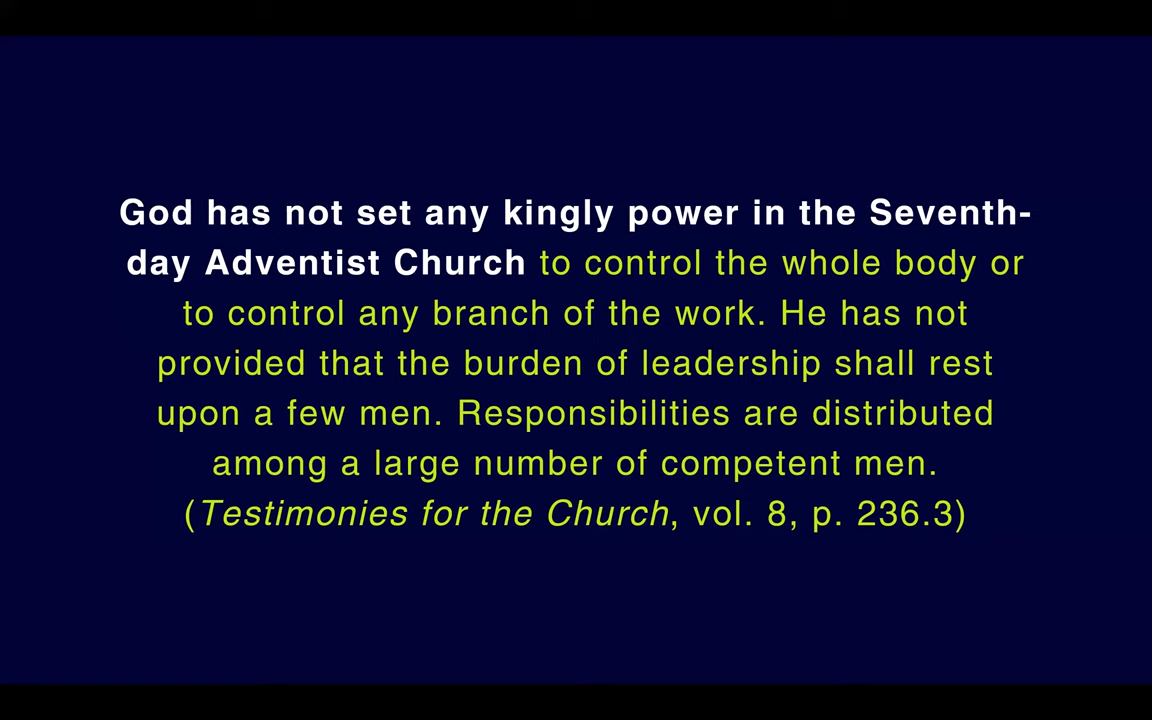 God has not set any kingly power in the Seventh-
day Adventist Church to control the whole body or
to control any branch of the work. He has not
provided that the burden of leadership shall rest
upon a few men. Responsibilities are distributed
among a large number of competent men.
(Testimonies for the Church, vol. 8, p. 236.3)